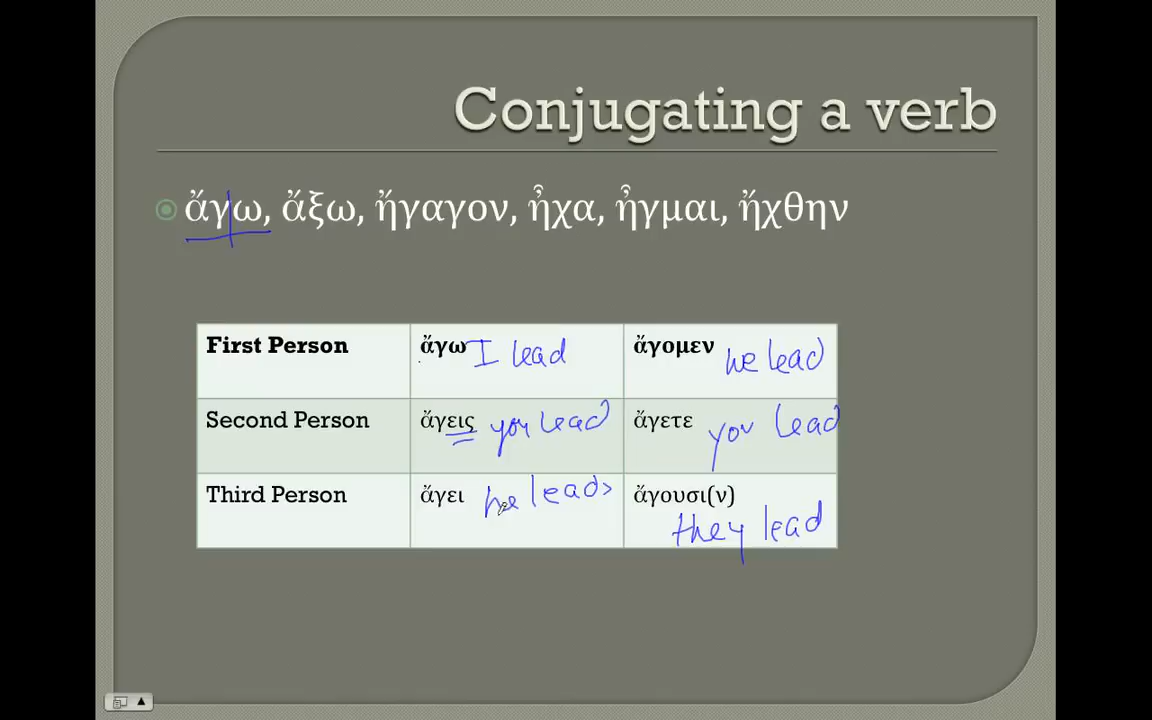 Conjugating a verb
ἄγω, ἄξω, ἤγαγον, ἦχα, ἦγμαι, ἤχθην
First Person ἄγω I lead ἄγομεν we lead
Second Person ἄγεις you lead ἄγετε you lead
Third Person ἄγει he leads ἄγουσι(ν)
they lead